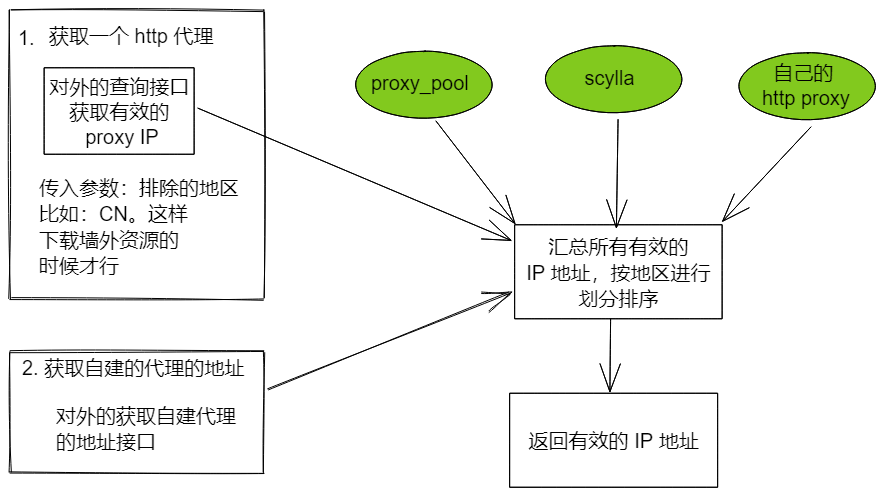 1. 获取一个 http 代理
对外的查询接口
获取有效的
proxy IP
传入参数：排除的地区
比如：CN。这样
下载墙外资源的
时候才行
2. 获取自建的代理的地址
对外的获取自建代理
的地址接口
proxy_pool
scylla
自己的
http proxy
汇总所有有效的
IP 地址，按地区进行
划分排序
返回有效的 IP 地址